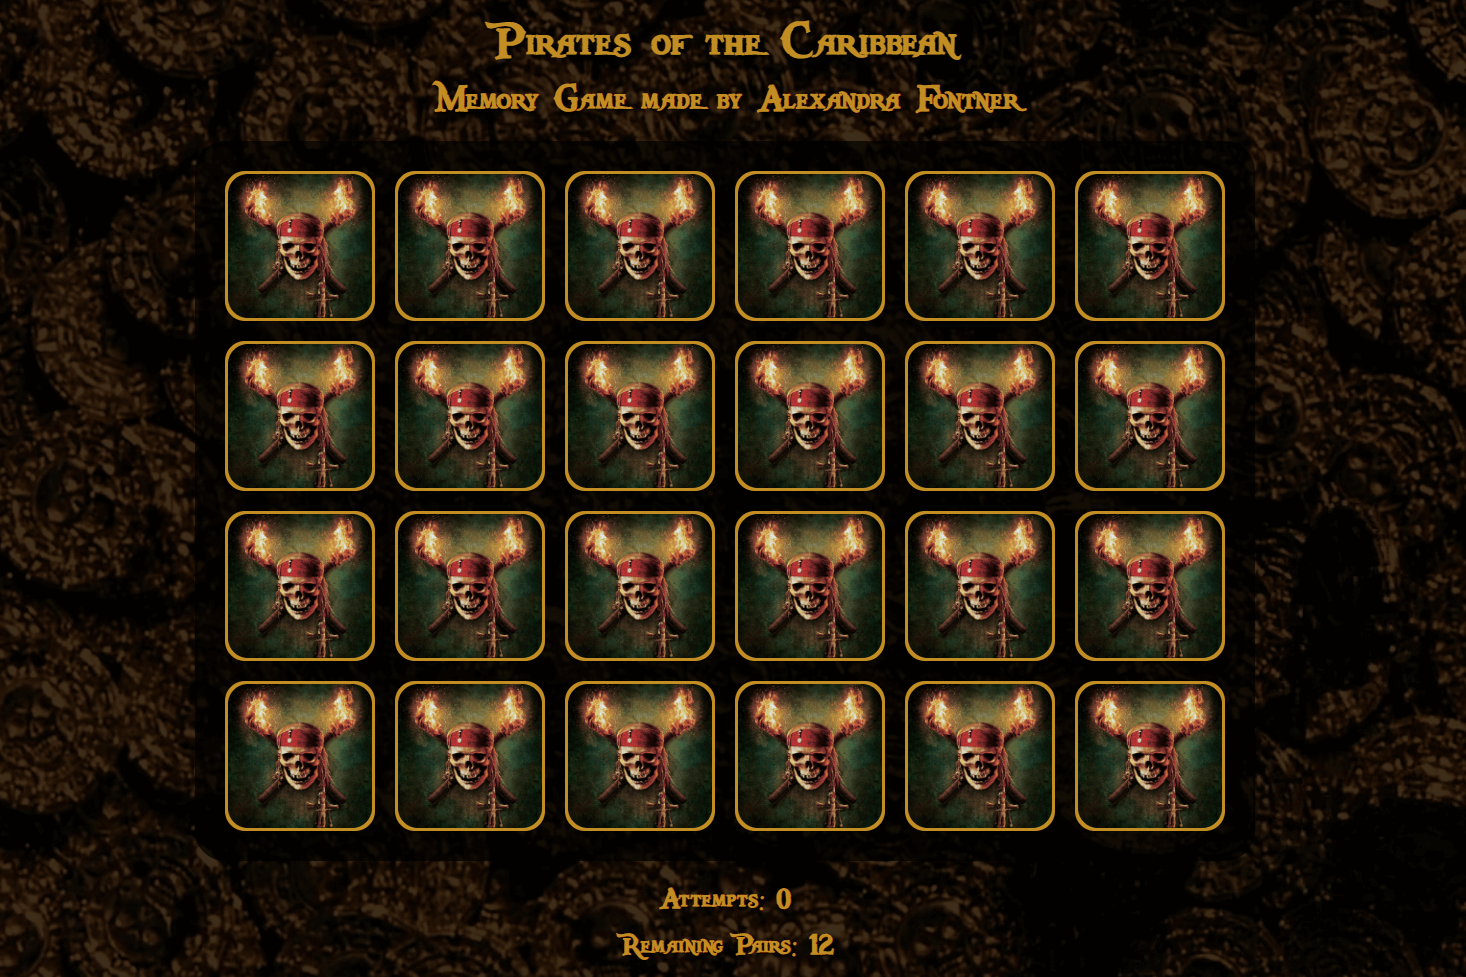 Pirates of the Caribbean
Memory Game made by Alexandra Fontner
Attempts: 0
Remaining Pairs: 12